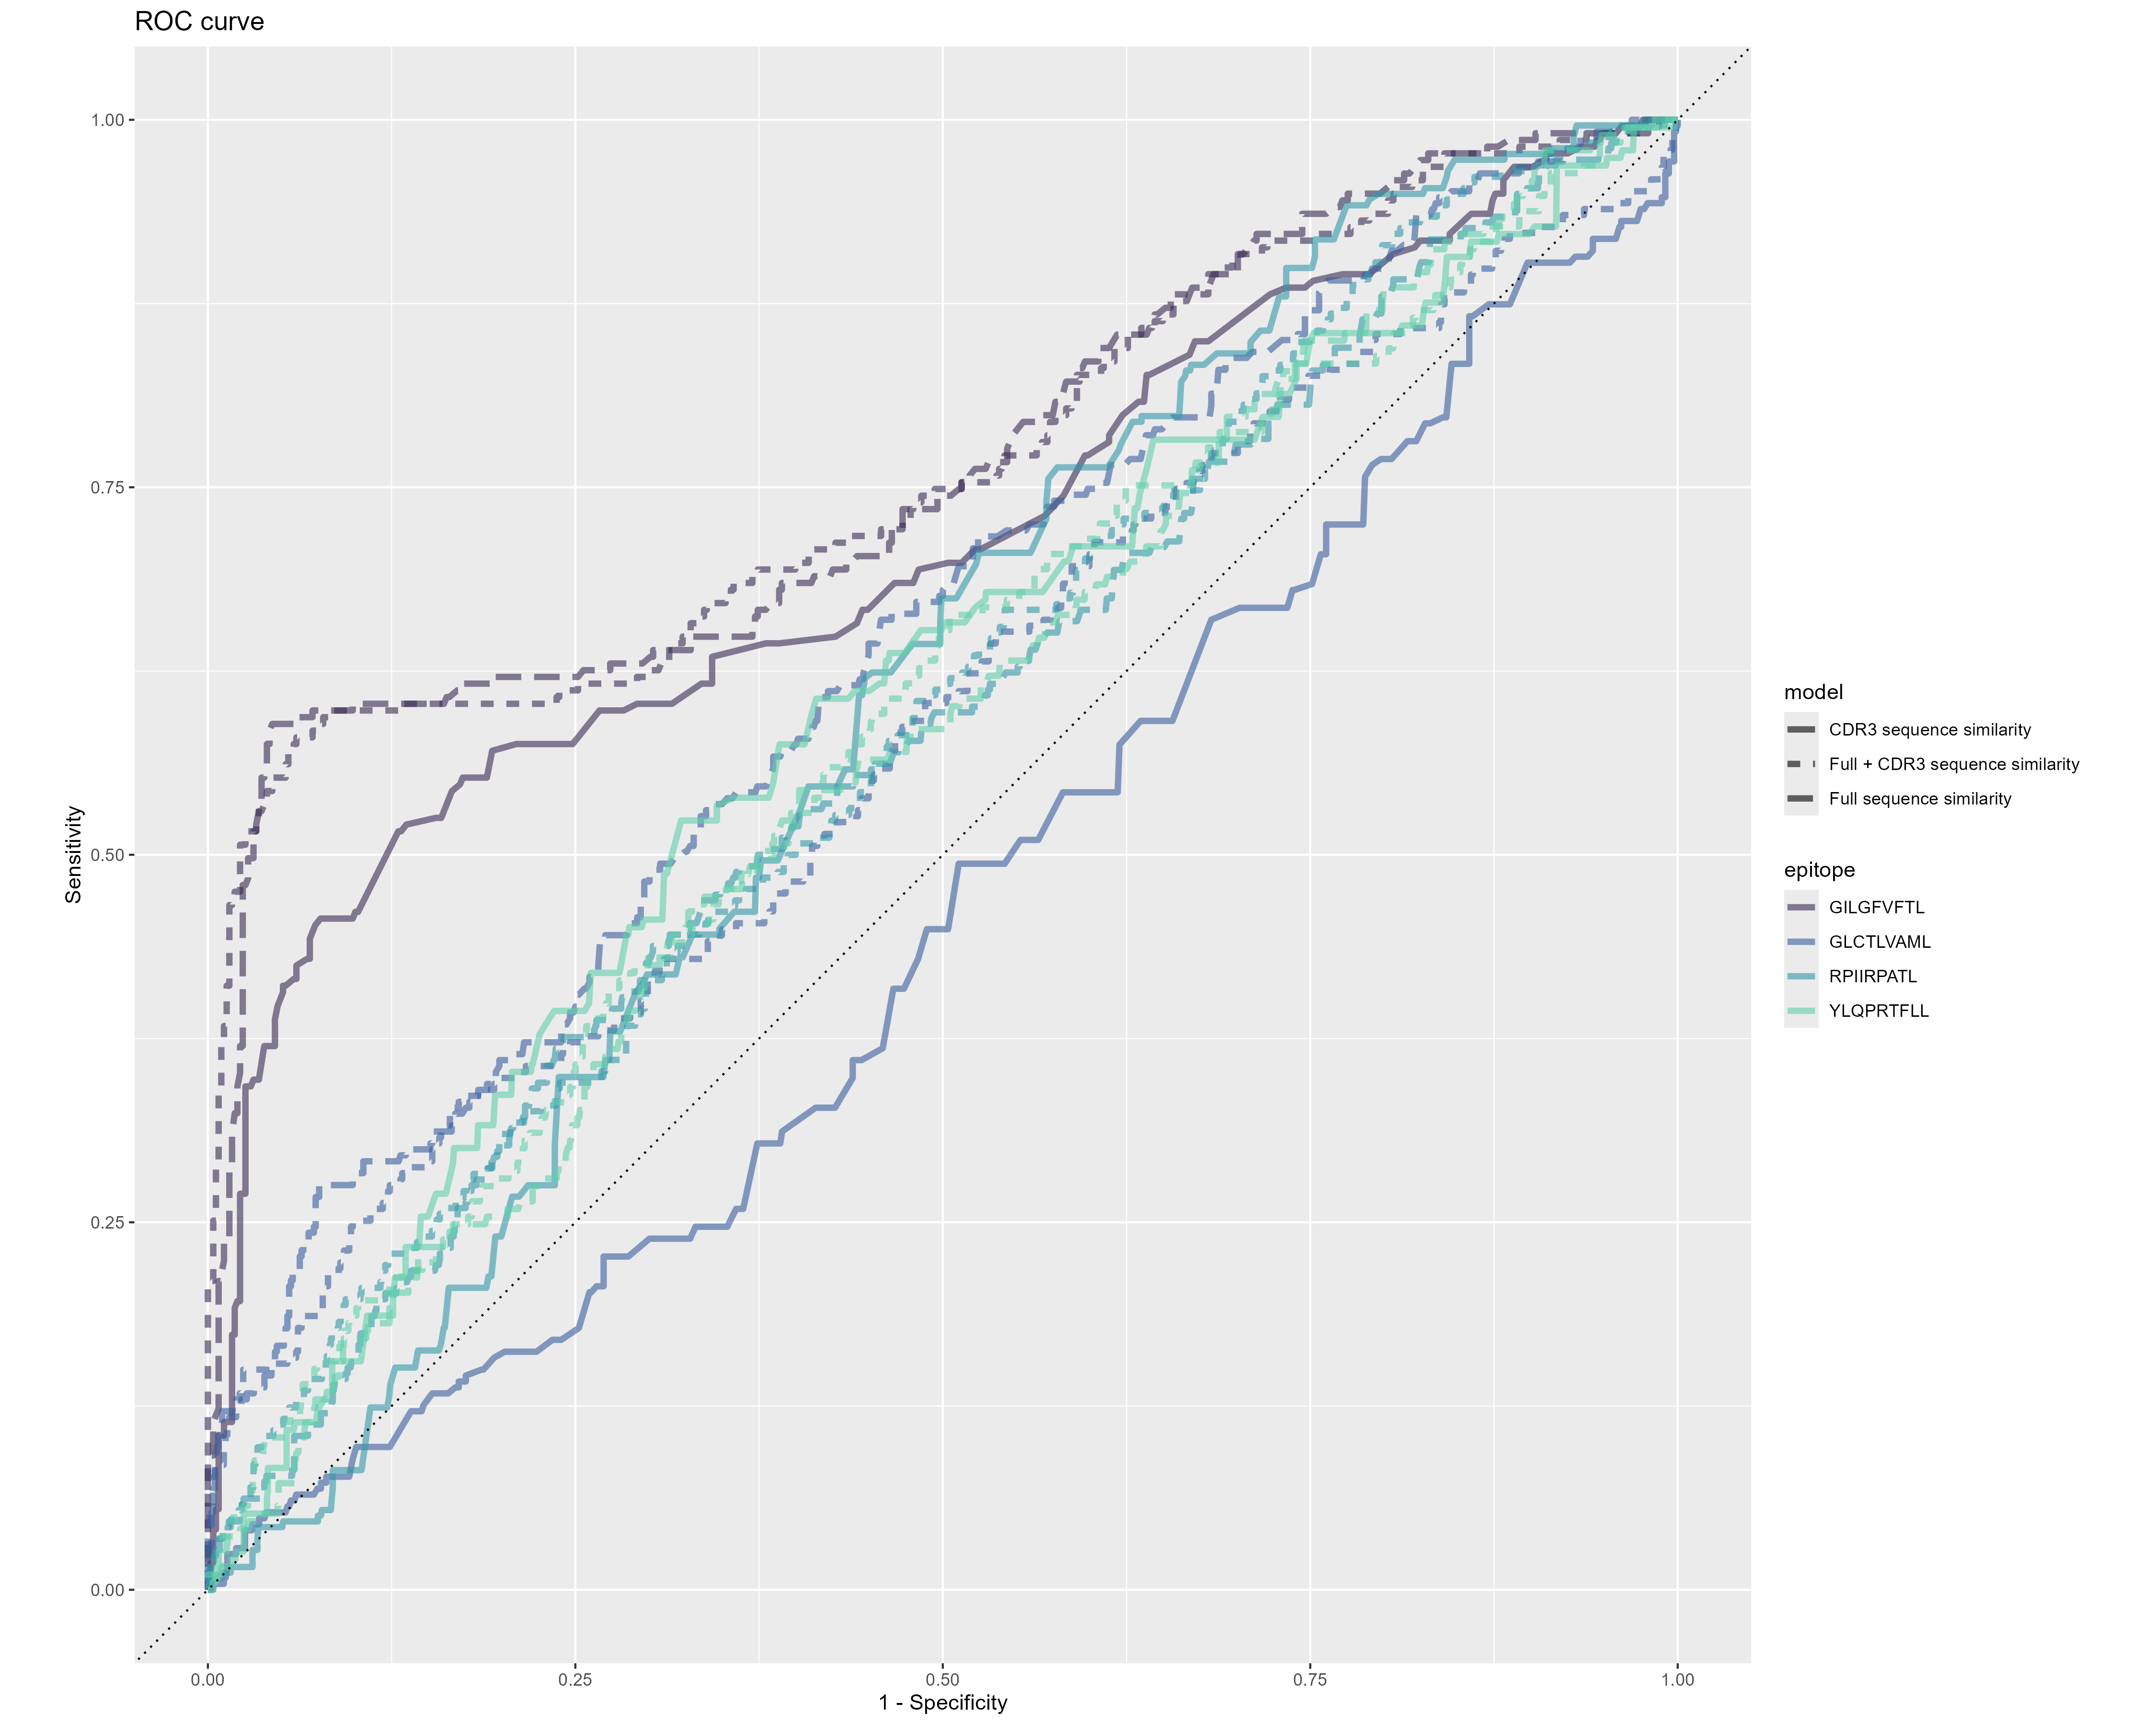 ROC curve
1.00
0.75
0.50
0.25
0.00
Sensitivity
0.00
0.25
0.50
0.75
1.00
1 - Specificity
model
CDR3 sequence similarity
Full + CDR3 sequence similarity
Full sequence similarity
epitope
GILGFVFTL
GLCTLVAML
RPIIRPATL
YLQPRTFLL